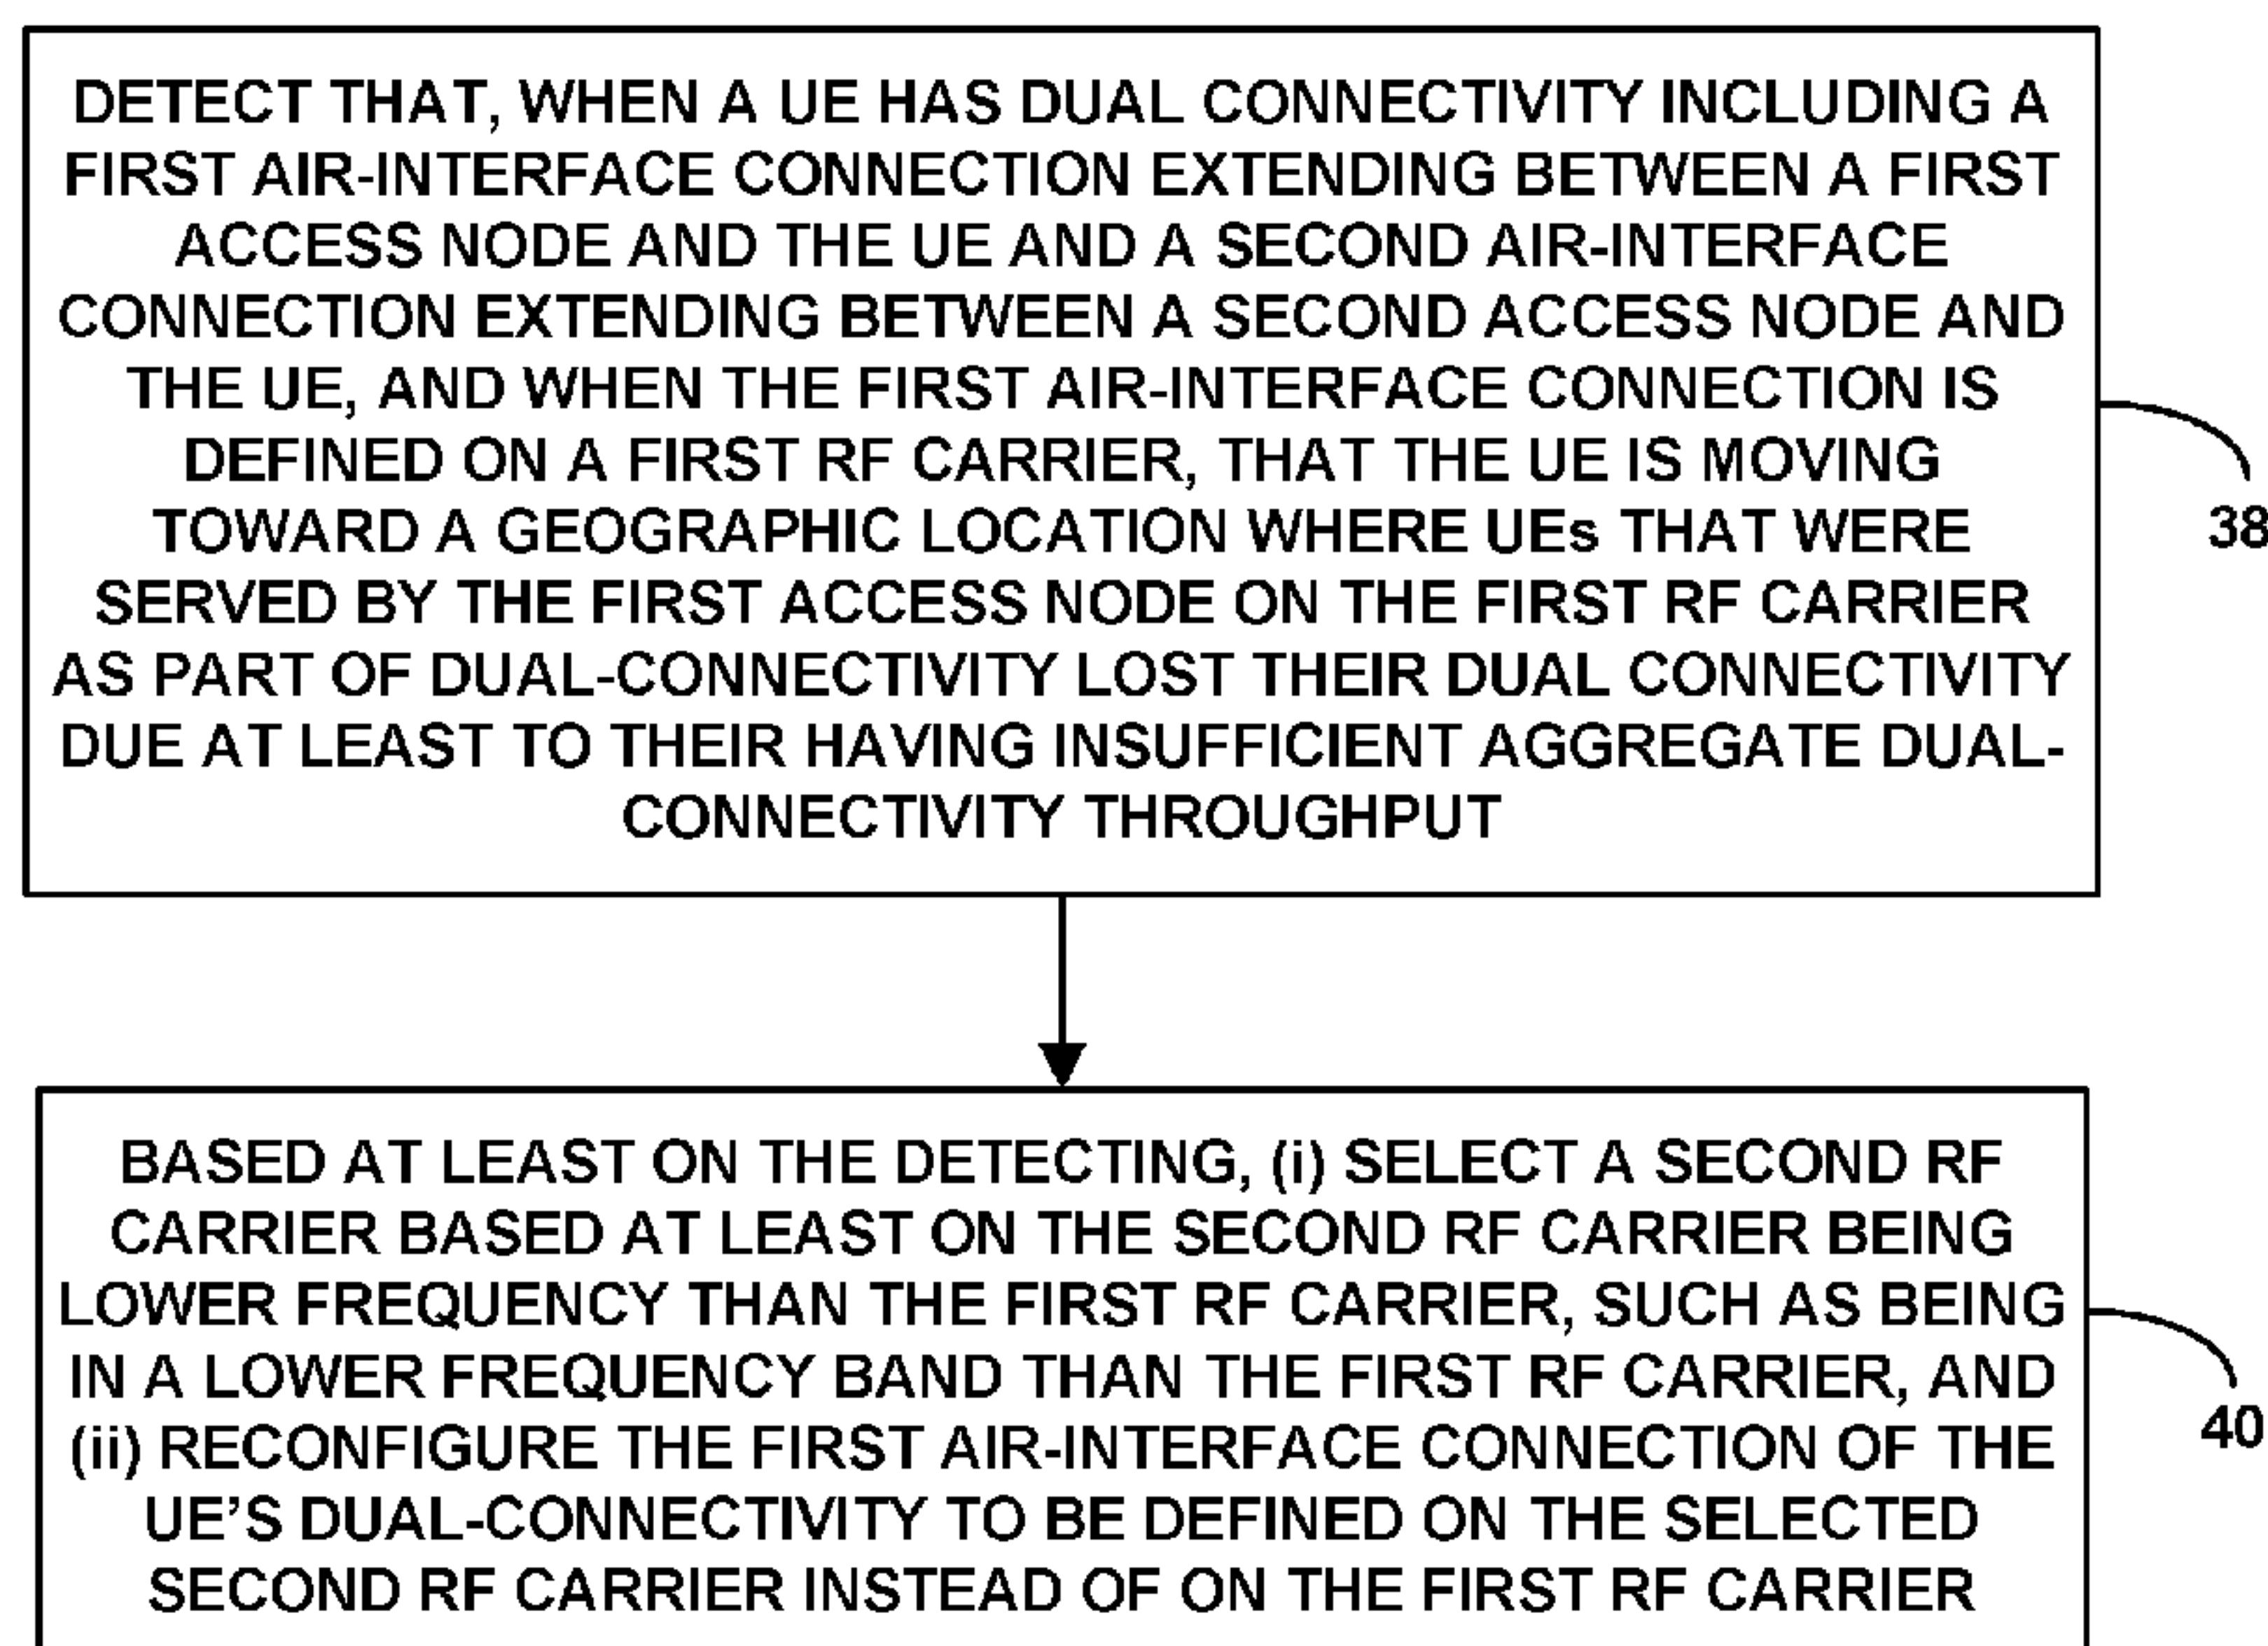 DETECT THAT, WHEN A UE HAS DUAL CONNECTIVITY INCLUDING A
FIRST AIR-INTERFACE CONNECTION EXTENDING BETWEEN A FIRST
ACCESS NODE AND THE UE AND A SECOND AIR-INTERFACE
CONNECTION EXTENDING BETWEEN A SECOND ACCESS NODE AND
THE UE, AND WHEN THE FIRST AIR-INTERFACE CONNECTION IS
DEFINED ON A FIRST RF CARRIER, THAT THE UE IS MOVING
TOWARD A GEOGRAPHIC LOCATION WHERE UEs THAT WERE
SERVED BY THE FIRST ACCESS NODE ON THE FIRST RF CARRIER
AS PART OF DUAL-CONNECTIVITY LOST THEIR DUAL CONNECTIVITY
DUE AT LEAST TO THEIR HAVING INSUFFICIENT AGGREGATE DUAL-
CONNECTIVITY THROUGHPUT
38
BASED AT LEAST ON THE DETECTING, (i) SELECT A SECOND RF
CARRIER BASED AT LEAST ON THE SECOND RF CARRIER BEING
LOWER FREQUENCY THAN THE FIRST RF CARRIER, SUCH AS BEING
IN A LOWER FREQUENCY BAND THAN THE FIRST RF CARRIER, AND
(ii) RECONFIGURE THE FIRST AIR-INTERFACE CONNECTION OF THE
UE’S DUAL-CONNECTIVITY TO BE DEFINED ON THE SELECTED
SECOND RF CARRIER INSTEAD OF ON THE FIRST RF CARRIER
40